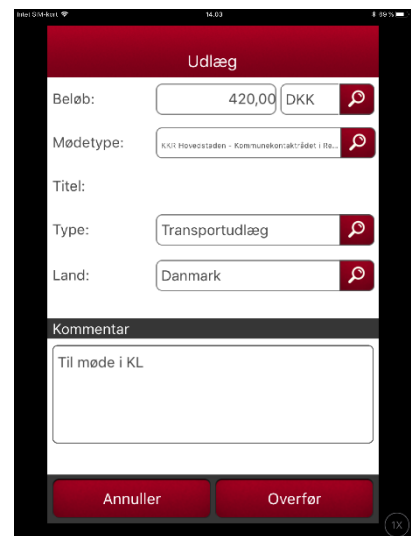 Intet SIM-kort 14.03 69 %
Udlæg
Beløb: 420,00 DKK
Mødetype: KKR Hovedstaden - Kommunekontaktrådet i Re...
Titel:
Type: Transportudlæg
Land: Danmark
Kommentar
Til møde i KL
Annuller Overfør
1X